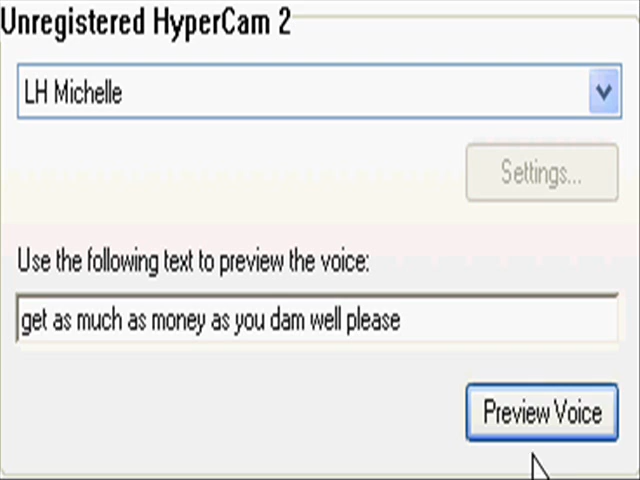 Unregistered HyperCam 2
LH Michelle
Settings...
Use the following text to preview the voice:
get as much as money as you dam well please
Preview Voice